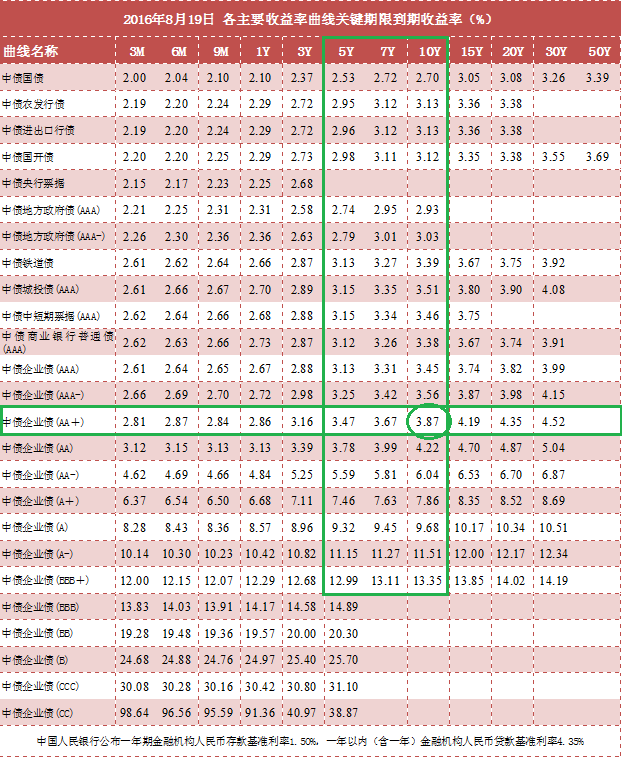 2016年8月19日 各主要收益率曲线关键期限到期收益率（%）
曲线名称 3M 6M 9M 1Y 3Y 5Y 7Y 10Y 15Y 20Y 30Y 50Y
中债国债 2.00 2.04 2.10 2.10 2.37 2.53 2.72 2.70 3.05 3.08 3.26 3.39
中债农发行债 2.19 2.20 2.24 2.29 2.72 2.95 3.12 3.13 3.36 3.38
中债进出口行债 2.19 2.20 2.24 2.29 2.72 2.96 3.12 3.13 3.36 3.38
中债国开债 2.20 2.20 2.25 2.29 2.73 2.98 3.11 3.12 3.35 3.38 3.55 3.69
中债央行票据 2.15 2.17 2.23 2.25 2.68
中债地方政府债(AAA) 2.21 2.25 2.31 2.31 2.58 2.74 2.95 2.93
中债地方政府债(AAA-) 2.26 2.30 2.36 2.36 2.63 2.79 3.01 3.03
中债铁道债 2.61 2.62 2.64 2.66 2.87 3.13 3.27 3.39 3.67 3.75 3.92
中债城投债(AAA) 2.61 2.66 2.67 2.70 2.89 3.15 3.35 3.51 3.80 3.90 4.08
中债中短期票据(AAA) 2.62 2.64 2.66 2.68 2.88 3.15 3.34 3.46 3.75
中债商业银行普通债
(AAA) 2.62 2.63 2.66 2.73 2.87 3.12 3.26 3.38 3.67 3.74 3.91
中债企业债(AAA) 2.61 2.64 2.65 2.67 2.88 3.13 3.31 3.45 3.74 3.82 3.99
中债企业债(AAA-) 2.66 2.69 2.70 2.72 2.98 3.25 3.42 3.56 3.87 3.98 4.15
中债企业债(AA＋) 2.81 2.87 2.84 2.86 3.16 3.47 3.67 3.87 4.19 4.35 4.52
中债企业债(AA) 3.12 3.15 3.13 3.13 3.39 3.78 3.99 4.22 4.70 4.87 5.04
中债企业债(AA-) 4.62 4.69 4.66 4.84 5.25 5.59 5.81 6.04 6.53 6.70 6.87
中债企业债(A＋) 6.37 6.54 6.50 6.68 7.11 7.46 7.63 7.86 8.35 8.52 8.69
中债企业债(A) 8.28 8.43 8.36 8.57 8.96 9.32 9.45 9.68 10.17 10.34 10.51
中债企业债(A-) 10.14 10.30 10.23 10.42 10.82 11.15 11.27 11.51 12.00 12.17 12.34
中债企业债(BBB＋) 12.00 12.15 12.07 12.29 12.68 12.99 13.11 13.35 13.85 14.02 14.19
中债企业债(BBB) 13.83 14.03 13.91 14.17 14.58 14.89
中债企业债(BB) 19.28 19.48 19.36 19.57 20.00 20.30
中债企业债(B) 24.68 24.88 24.76 24.97 25.40 25.70
中债企业债(CCC) 30.08 30.28 30.16 30.42 30.80 31.10
中债企业债(CC) 98.64 96.56 95.59 91.36 40.97 38.87
中国人民银行公布一年期金融机构人民币存款基准利率1.50%，一年以内（含一年）金融机构人民币贷款基准利率4.35%